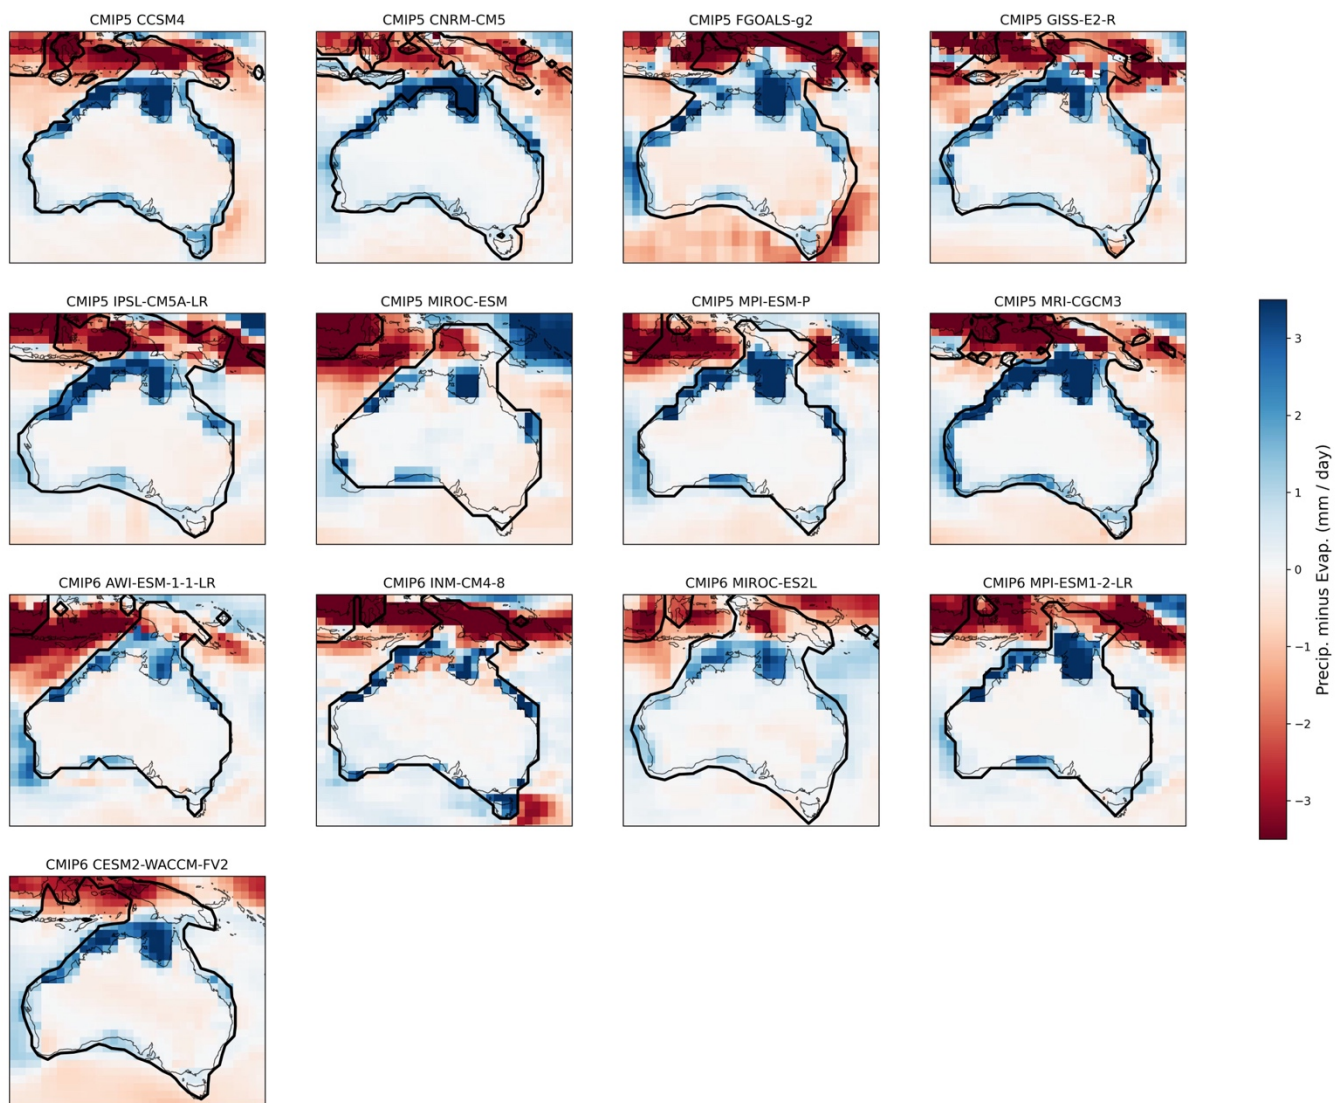 CMIP5 CCSM4
CMIP5 CNRM-CM5
CMIP5 FGOALS-g2
CMIP5 GISS-E2-R
CMIP5 IPSL-CM5A-LR
CMIP5 MIROC-ESM
CMIP5 MPI-ESM-P
CMIP5 MRI-CGCM3
CMIP6 AWI-ESM-1-1-LR
CMIP6 INM-CM4-8
CMIP6 MIROC-ES2L
CMIP6 MPI-ESM1-2-LR
CMIP6 CESM2-WACCM-FV2
3
2
1
0
−1
−2
−3
Precip. minus Evap. (mm / day)